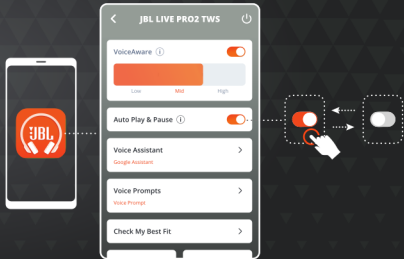 JBL LIVE PRO2 TWS
VoiceAware
Low Mid High
JBL
Auto Play & Pause
Voice Assistant
Google Assistant
Voice Prompts
Voice Prompt
Check My Best Fit